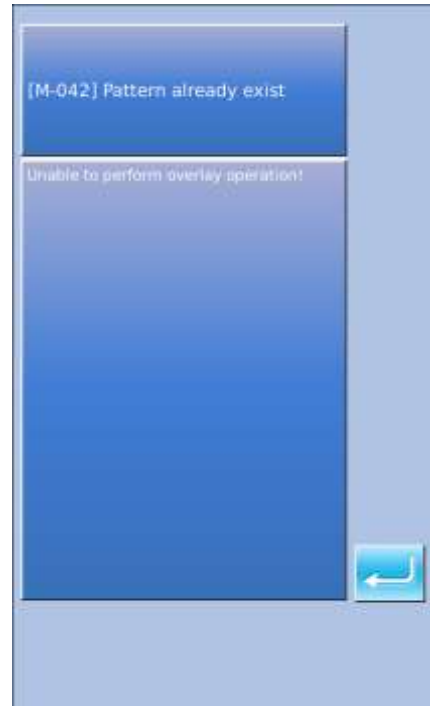 [M-042] Pattern already exist
Unable to perform overlay operation!